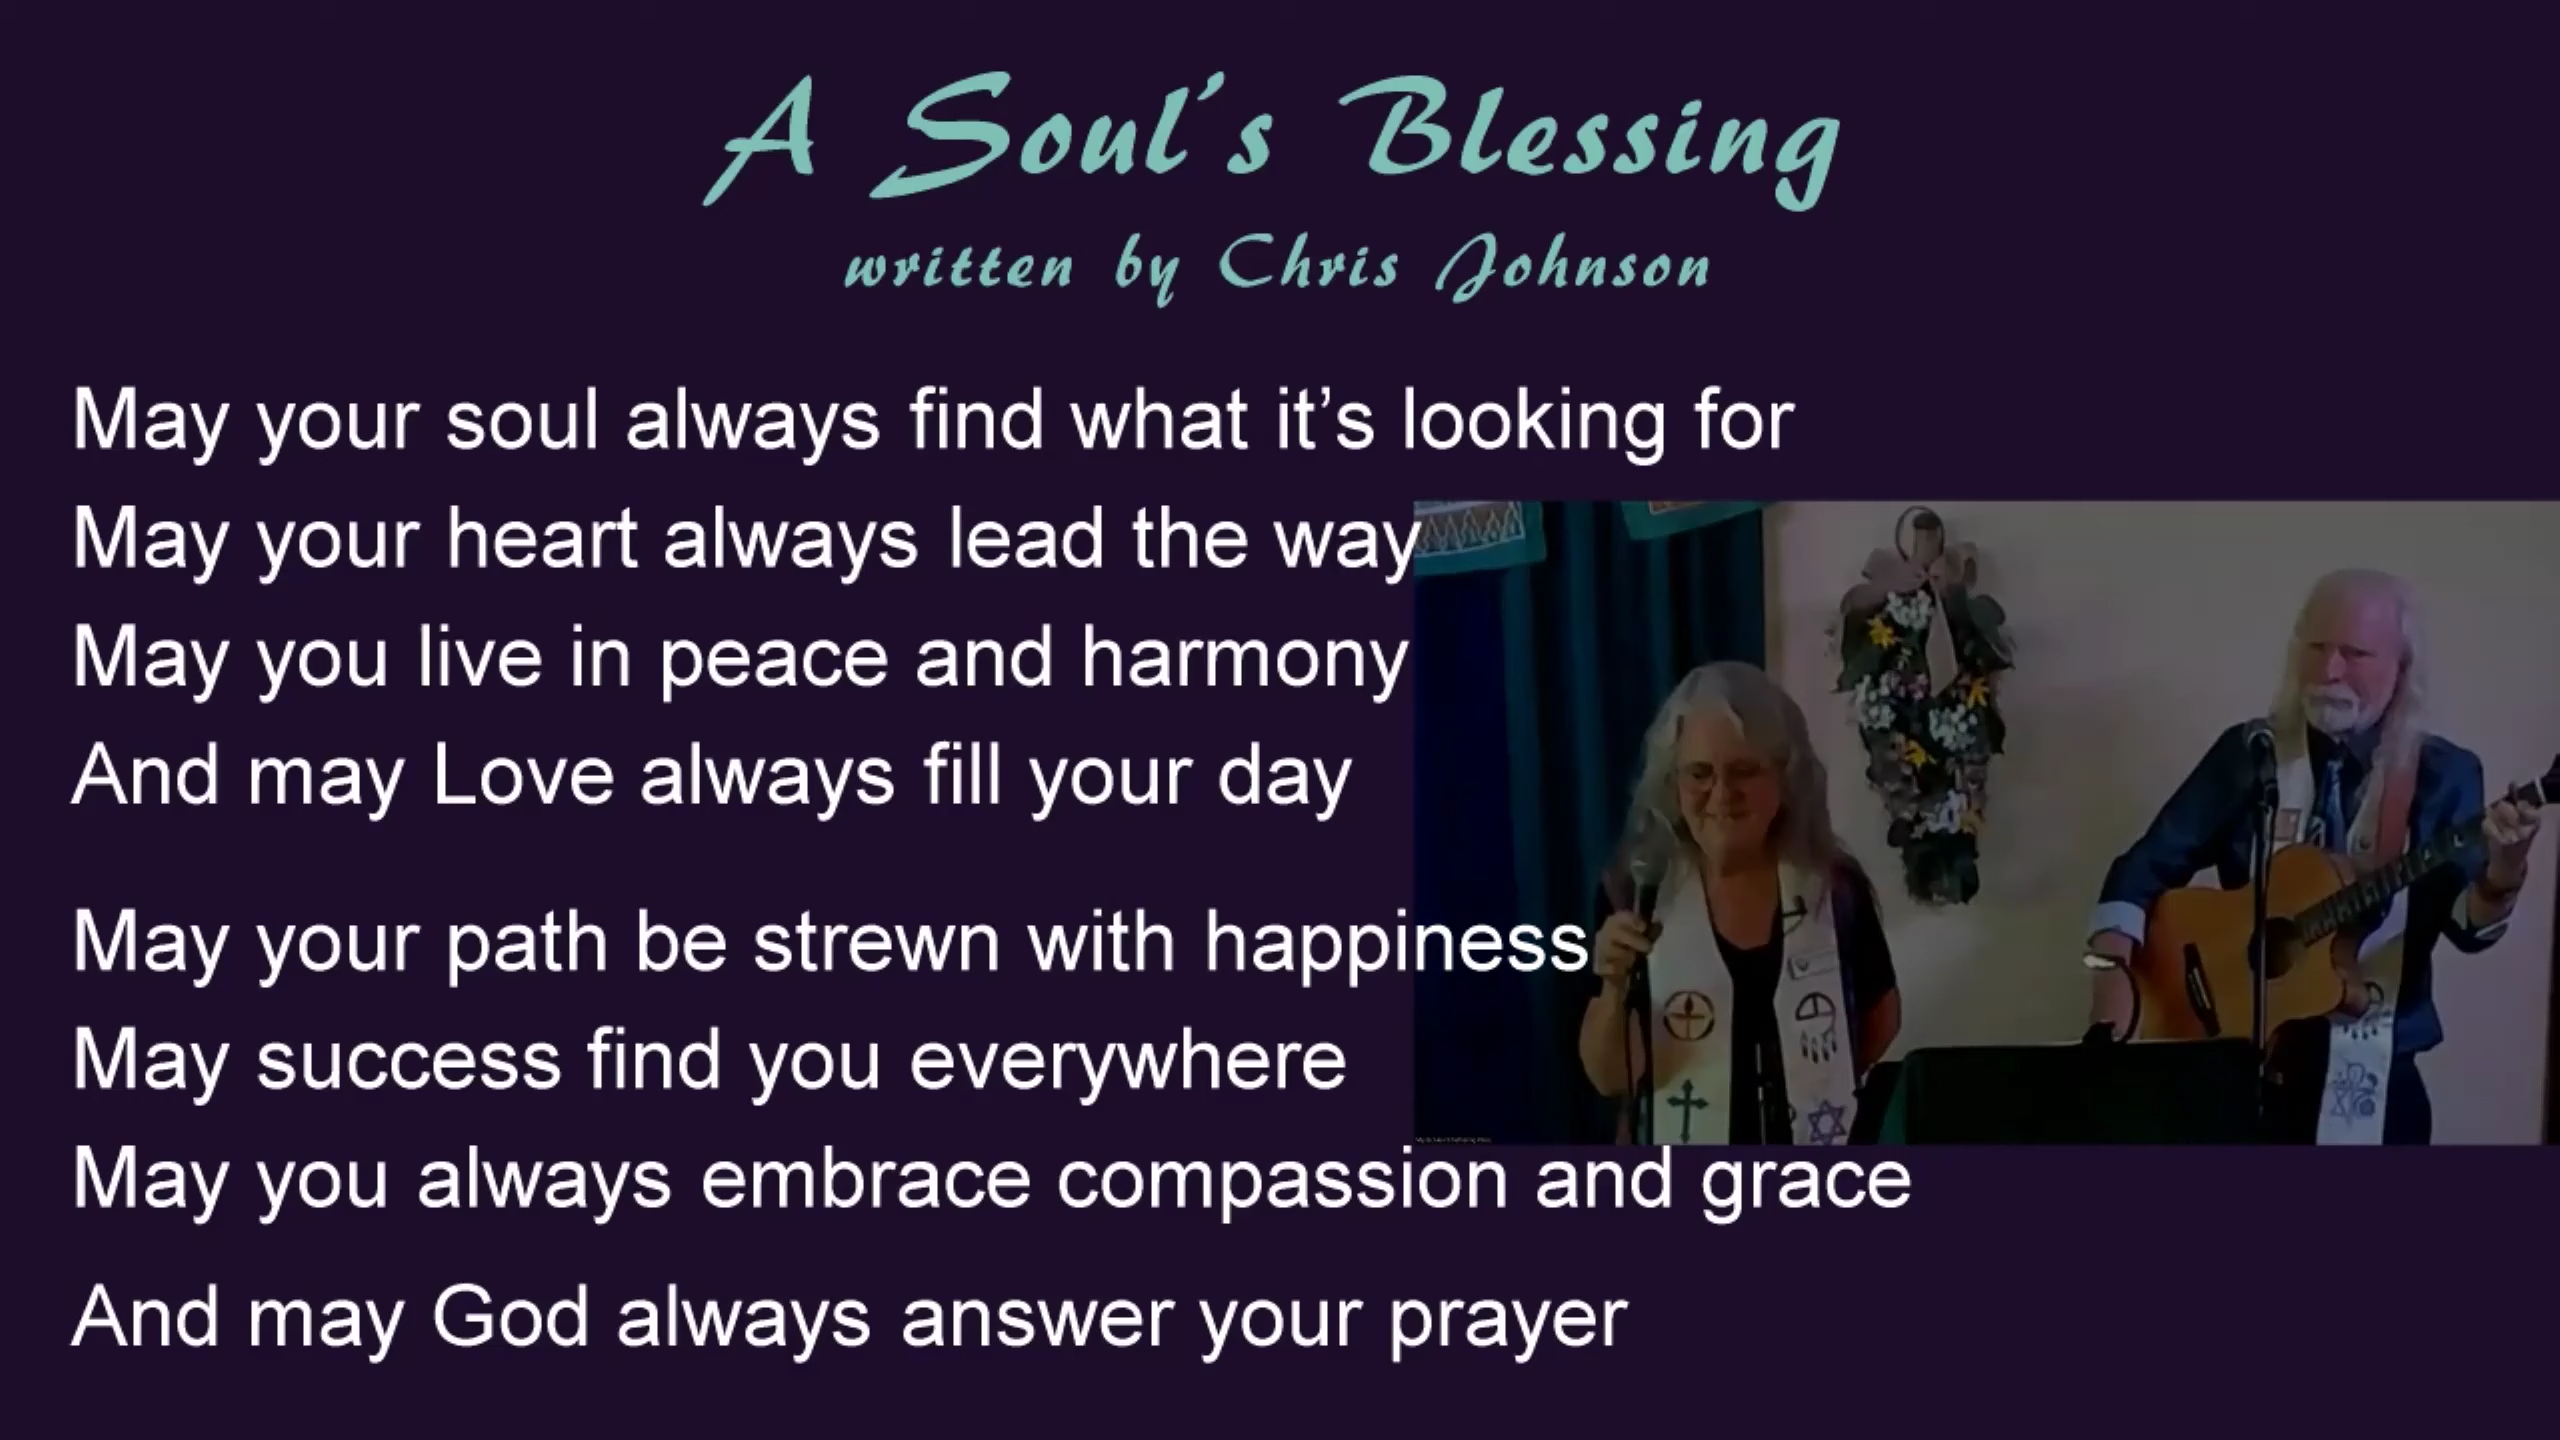 A Soul's Blessing
written by Chris Johnson
May your soul always find what it’s looking for
May your heart always lead the way
May you live in peace and harmony
And may Love always fill your day
May your path be strewn with happiness
May success find you everywhere
May you always embrace compassion and grace
And may God always answer your prayer